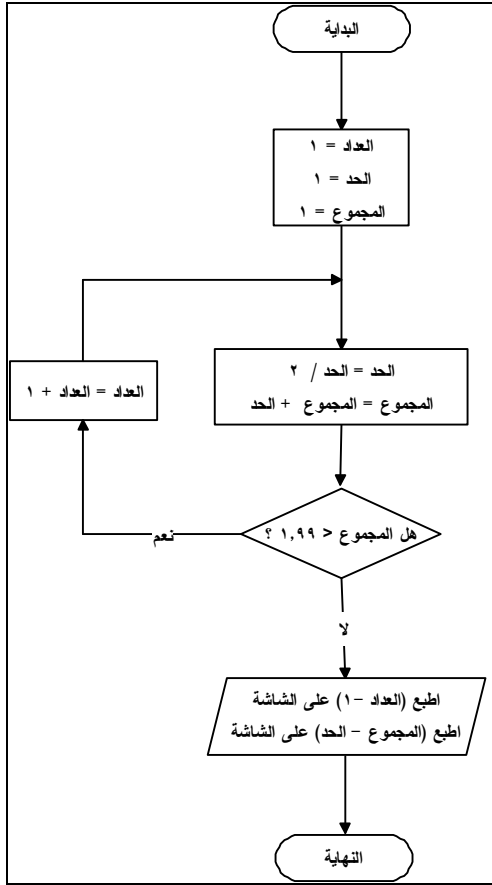 البداية
العداد = ١
الحد = ١
المجموع = ١
الحد = الحد / ٢
المجموع = المجموع + الحد
العداد = العداد + ١
هل المجموع < ١,٩٩ ؟
نعم
لا
اطبع (العداد -١) على الشاشة
اطبع (المجموع - الحد) على الشاشة
النهاية